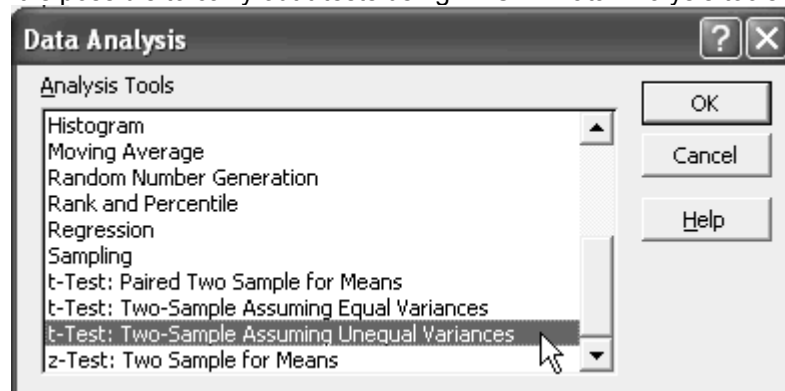 Data Analysis
Analysis Tools
Histogram
Moving Average
Random Number Generation
Rank and Percentile
Regression
Sampling
t-Test: Paired Two Sample for Means
t-Test: Two-Sample Assuming Equal Variances
t-Test: Two-Sample Assuming Unequal Variances
z-Test: Two Sample for Means
OK
Cancel
Help